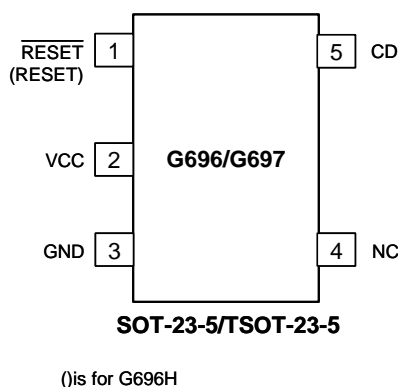 RESET
(RESET)
1
5
CD
VCC
2
G696/G697
GND
3
4
NC
SOT-23-5/TSOT-23-5
()is for G696H